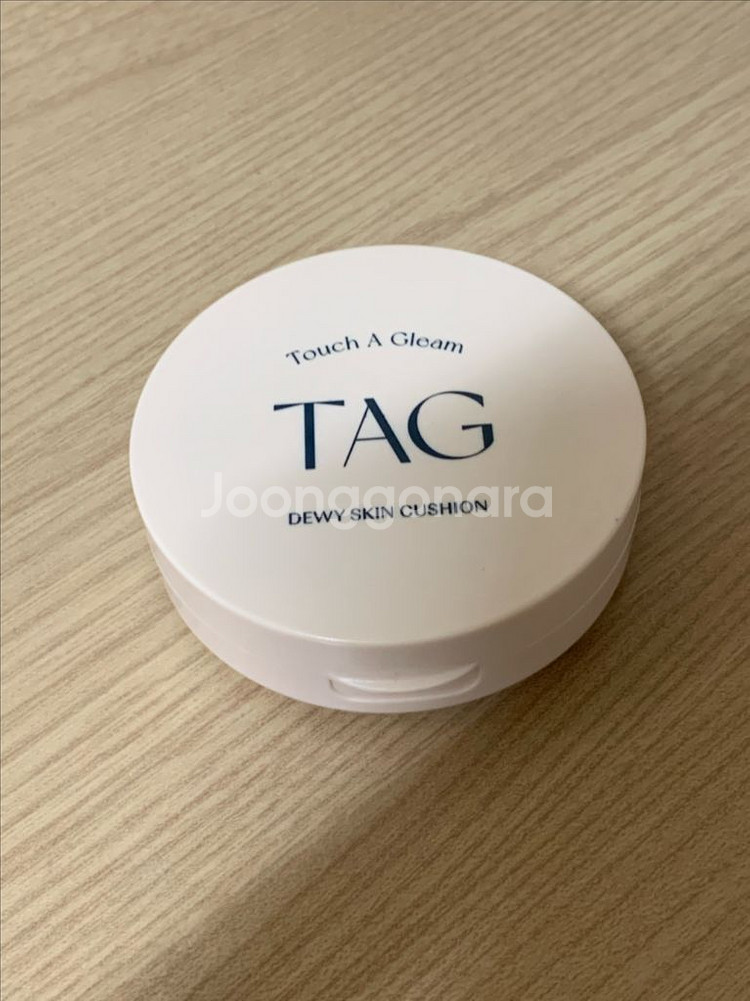 Touch A Gleam
TAG
DEWY SKIN CUSHION
Joonggonara